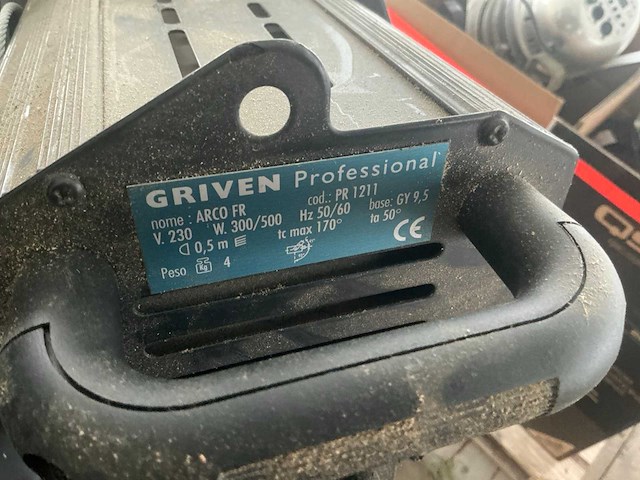 GRIVEN Professional
nome : ARCO FR cod.: PR 1211
V. 230 W. 300/500 Hz 50/60 base: GY 9,5
0,5 m tc max 170° ta 50°
Peso Kg 4 CE